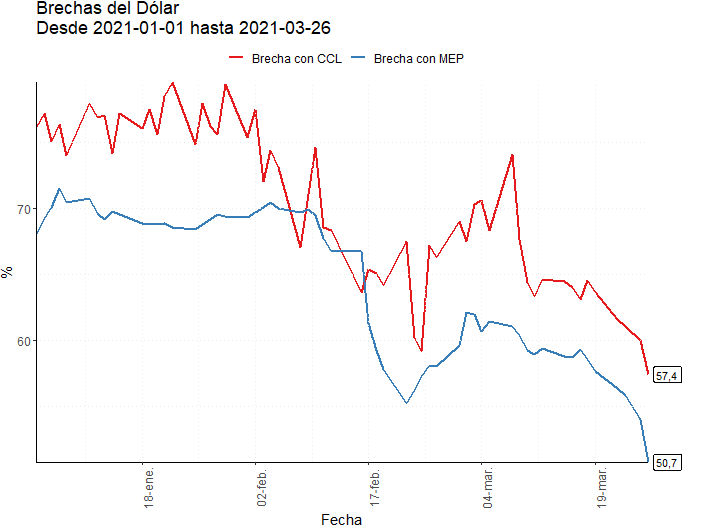 Brechas del Dólar
Desde 2021-01-01 hasta 2021-03-26
Brecha con CCL Brecha con MEP
70
%
60
57,4
50,7
18-ene. 02-feb. 17-feb. 04-mar. 19-mar.
Fecha